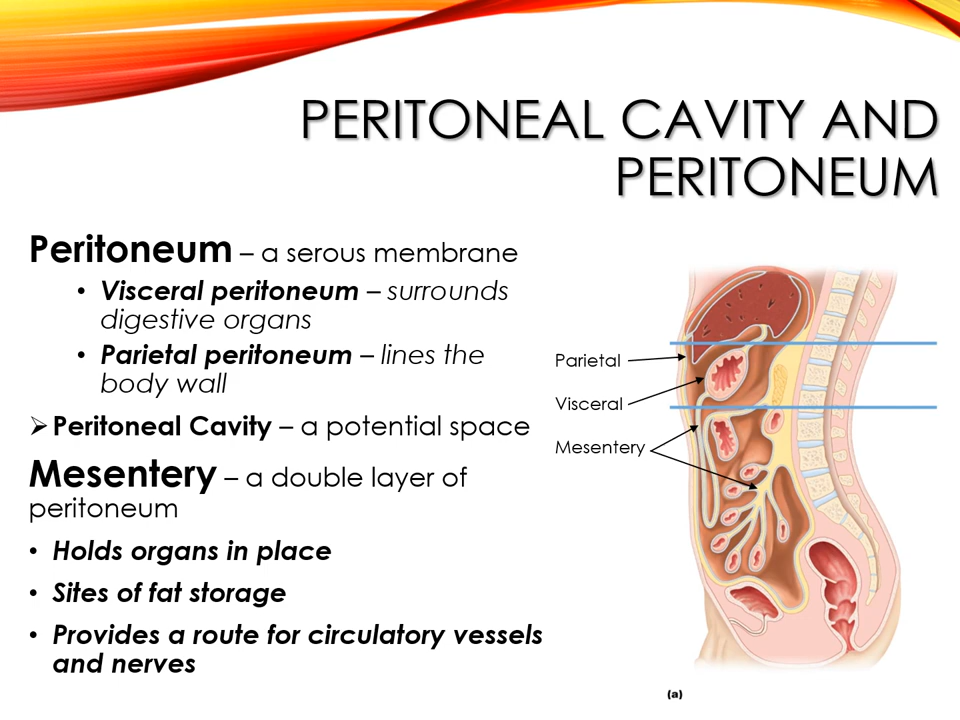 PERITONEAL CAVITY AND
PERITONEUM
Peritoneum – a serous membrane
• Visceral peritoneum – surrounds
digestive organs
• Parietal peritoneum – lines the
body wall
➢ Peritoneal Cavity – a potential space
Mesentery – a double layer of
peritoneum
• Holds organs in place
• Sites of fat storage
• Provides a route for circulatory vessels
and nerves
Parietal
Visceral
Mesentery
(a)